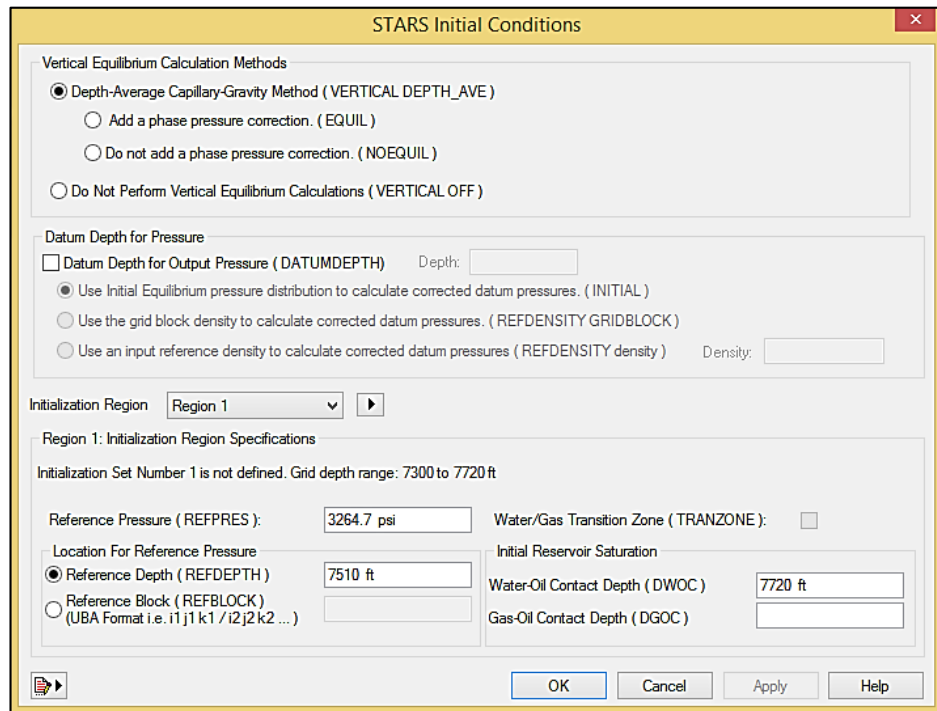 STARS Initial Conditions
Vertical Equilibrium Calculation Methods
Depth-Average Capillary-Gravity Method ( VERTICAL DEPTH_AVE )
Add a phase pressure correction. ( EQUIL )
Do not add a phase pressure correction. ( NOEQUIL )
Do Not Perform Vertical Equilibrium Calculations ( VERTICAL OFF )
Datum Depth for Pressure
Datum Depth for Output Pressure ( DATUMDEPTH) Depth:
Use Initial Equilibrium pressure distribution to calculate corrected datum pressures. ( INITIAL )
Use the grid block density to calculate corrected datum pressures. ( REFDENSITY GRIDBLOCK )
Use an input reference density to calculate corrected datum pressures ( REFDENSITY density ) Density:
Initialization Region Region 1
Region 1: Initialization Region Specifications
Initialization Set Number 1 is not defined. Grid depth range: 7300 to 7720 ft
Reference Pressure ( REFPRES ): 3264.7 psi Water/Gas Transition Zone ( TRANZONE ):
Location For Reference Pressure Initial Reservoir Saturation
Reference Depth ( REFDEPTH ) 7510 ft Water-Oil Contact Depth ( DWOC ) 7720 ft
Reference Block ( REFBLOCK )
(UBA Format i.e. i1 j1 k1 / i2 j2 k2 ... ) Gas-Oil Contact Depth ( DGOC )
OK Cancel Apply Help